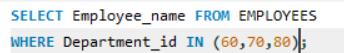 SELECT Employee_name FROM EMPLOYEES
WHERE Department_id IN (60,70,80);